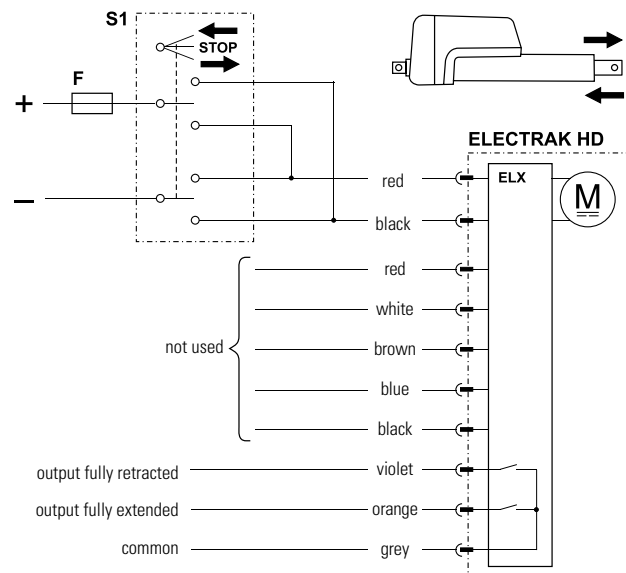 S1
STOP
F
+
–
ELECTRAK HD
ELX
M
red
black
not used
red
white
brown
blue
black
output fully retracted violet
output fully extended orange
common grey